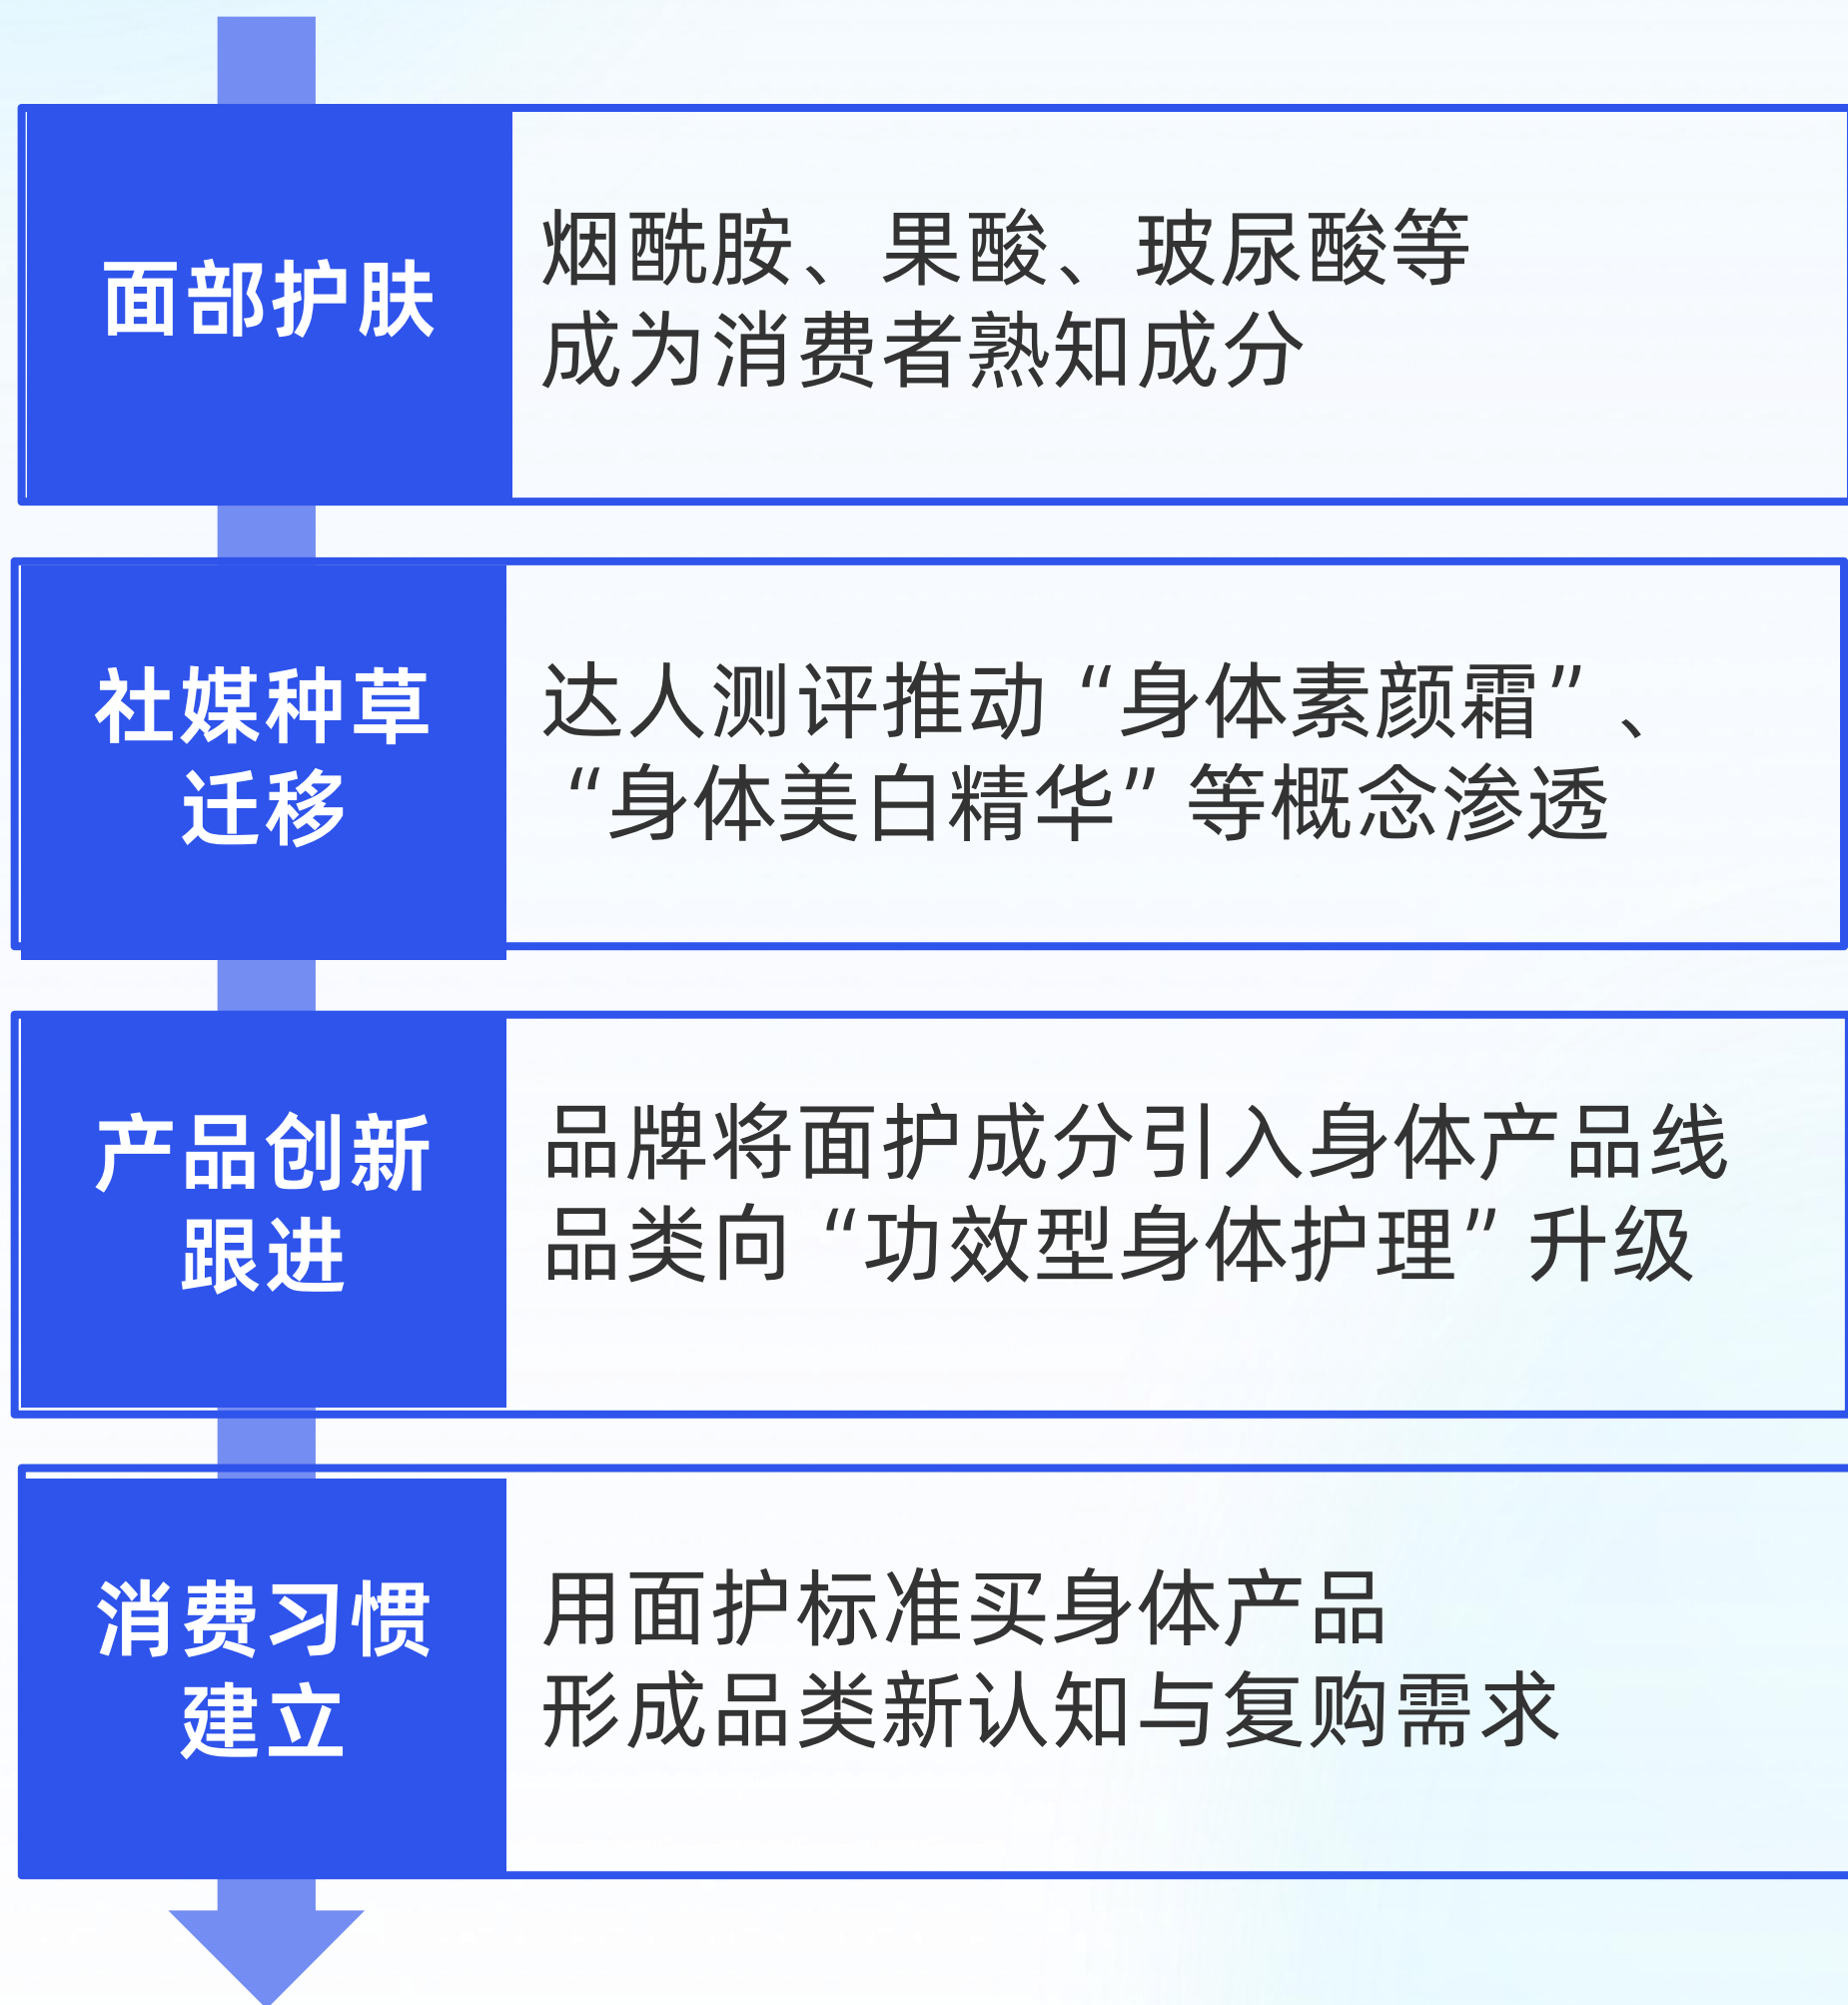 面部护肤
烟酰胺、果酸、玻尿酸等
成为消费者熟知成分
社媒种草
迁移
达人测评推动“身体素颜霜”、
“身体美白精华”等概念渗透
产品创新
跟进
品牌将面护成分引入身体产品线
品类向“功效型身体护理”升级
消费习惯
建立
用面护标准买身体产品
形成品类新认知与复购需求